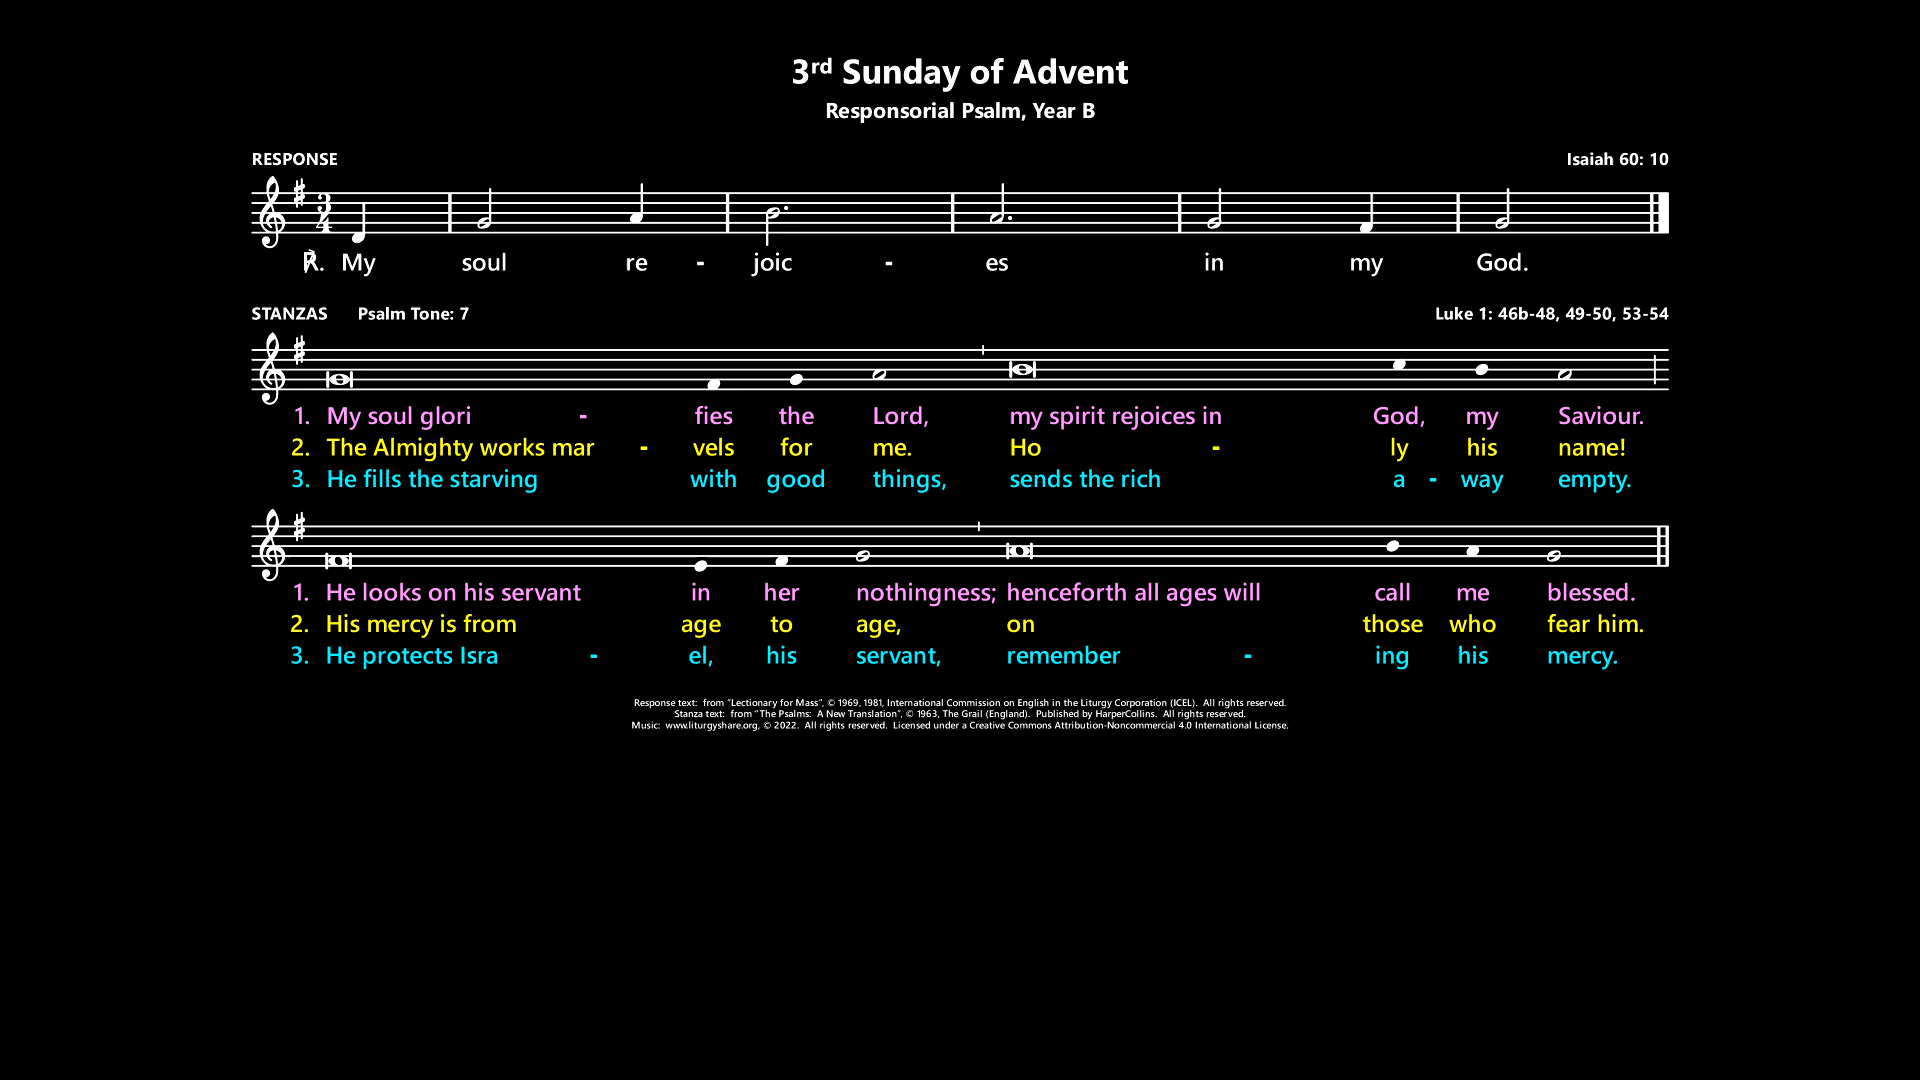 3rd Sunday of Advent
Responsorial Psalm, Year B
RESPONSE Isaiah 60: 10
3 4
℟. My soul re - joic - es in my God.
STANZAS Psalm Tone: 7 Luke 1: 46b-48, 49-50, 53-54
1. My soul glori - fies the Lord, my spirit rejoices in God, my Saviour.
2. The Almighty works mar - vels for me. Ho - ly his name!
3. He fills the starving with good things, sends the rich a - way empty.
1. He looks on his servant in her nothingness; henceforth all ages will call me blessed.
2. His mercy is from age to age, on those who fear him.
3. He protects Isra - el, his servant, remember - ing his mercy.
Response text: from “Lectionary for Mass”, © 1969, 1981, International Commission on English in the Liturgy Corporation (ICEL). All rights reserved.
Stanza text: from “The Psalms: A New Translation”, © 1963, The Grail (England). Published by HarperCollins. All rights reserved.
Music: www.liturgyshare.org, © 2022. All rights reserved. Licensed under a Creative Commons Attribution-Noncommercial 4.0 International License.